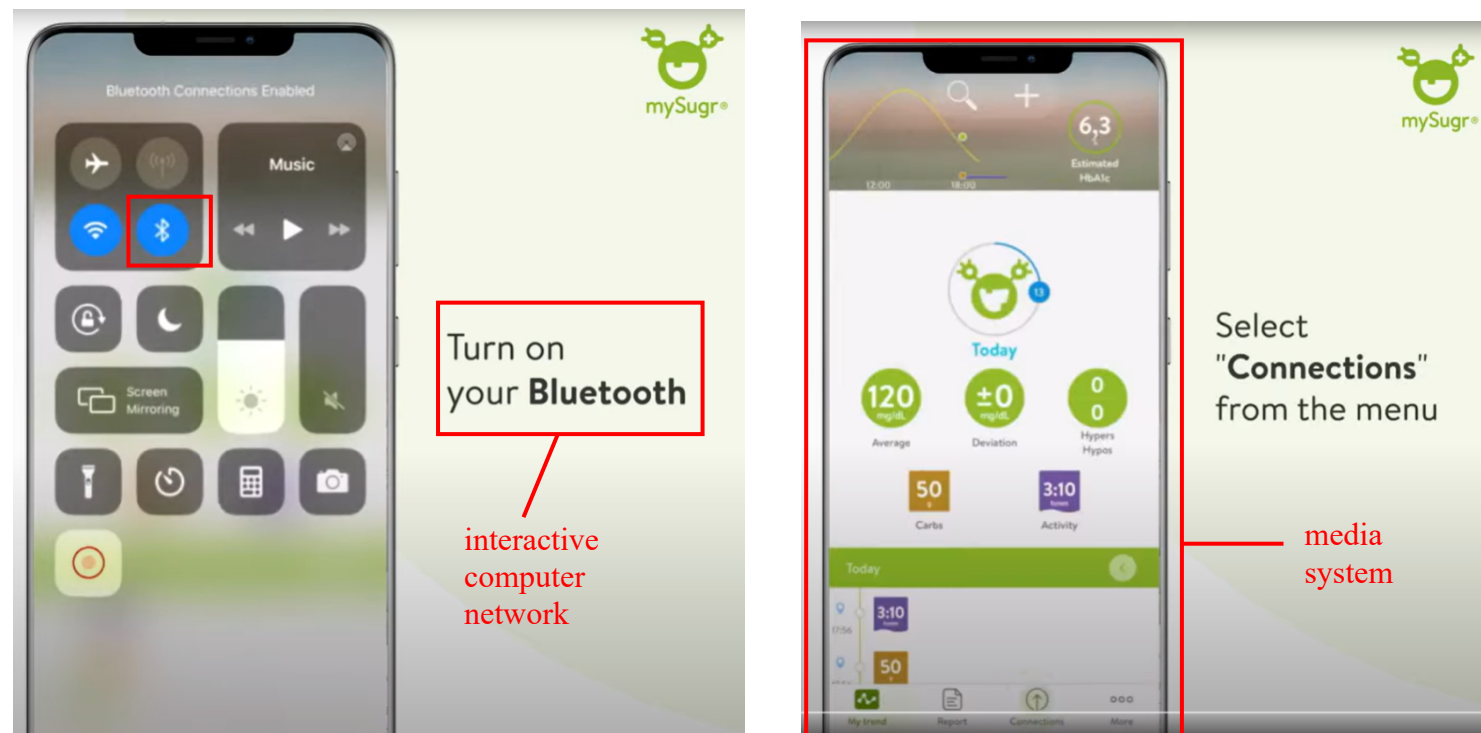 Bluetooth Connections Enabled
Music
Screen
Mirroring
mySugr®
Turn on
your Bluetooth
interactive
computer
network
12:00
18:00
6,3
%
Estimated
HbA1c
13
Today
120
mg/dL
Average
±0
mg/dL
Deviation
0
0
Hypers
Hypos
50
g
Carbs
3:10
hours
Activity
Today
3:10
hours
17:56
50
g
My trend
Report
Connections
More
mySugr®
Select
"Connections"
from the menu
media
system